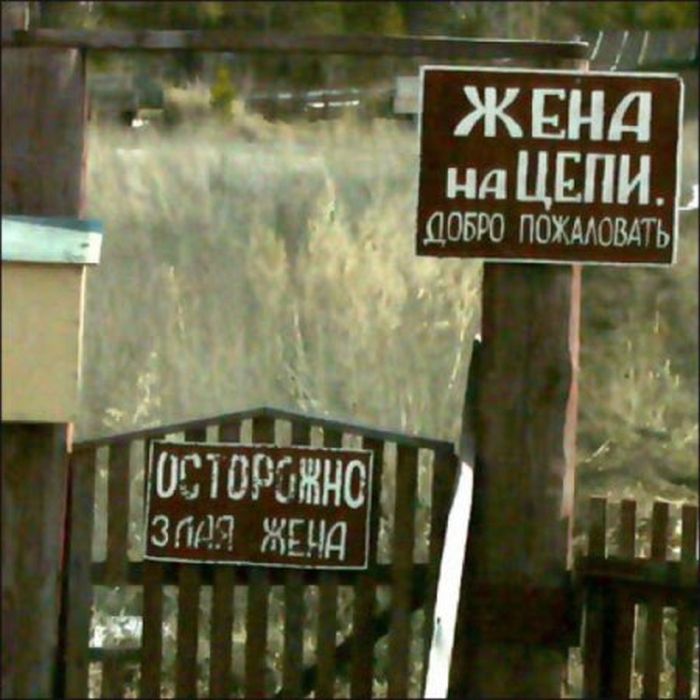 ЖЕНА
на ЦЕПИ.
ДОБРО ПОЖАЛОВАТЬ
ОСТОРОЖНО
ЗЛАЯ ЖЕНА